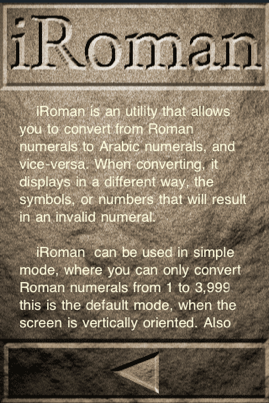 iRoman
iRoman is an utility that allows
you to convert from Roman
numerals to Arabic numerals, and
vice-versa. When converting, it
displays in a different way, the
symbols, or numbers that will result
in an invalid numeral.
iRoman can be used in simple
mode, where you can only convert
Roman numerals from 1 to 3,999
this is the default mode, when the
screen is vertically oriented. Also